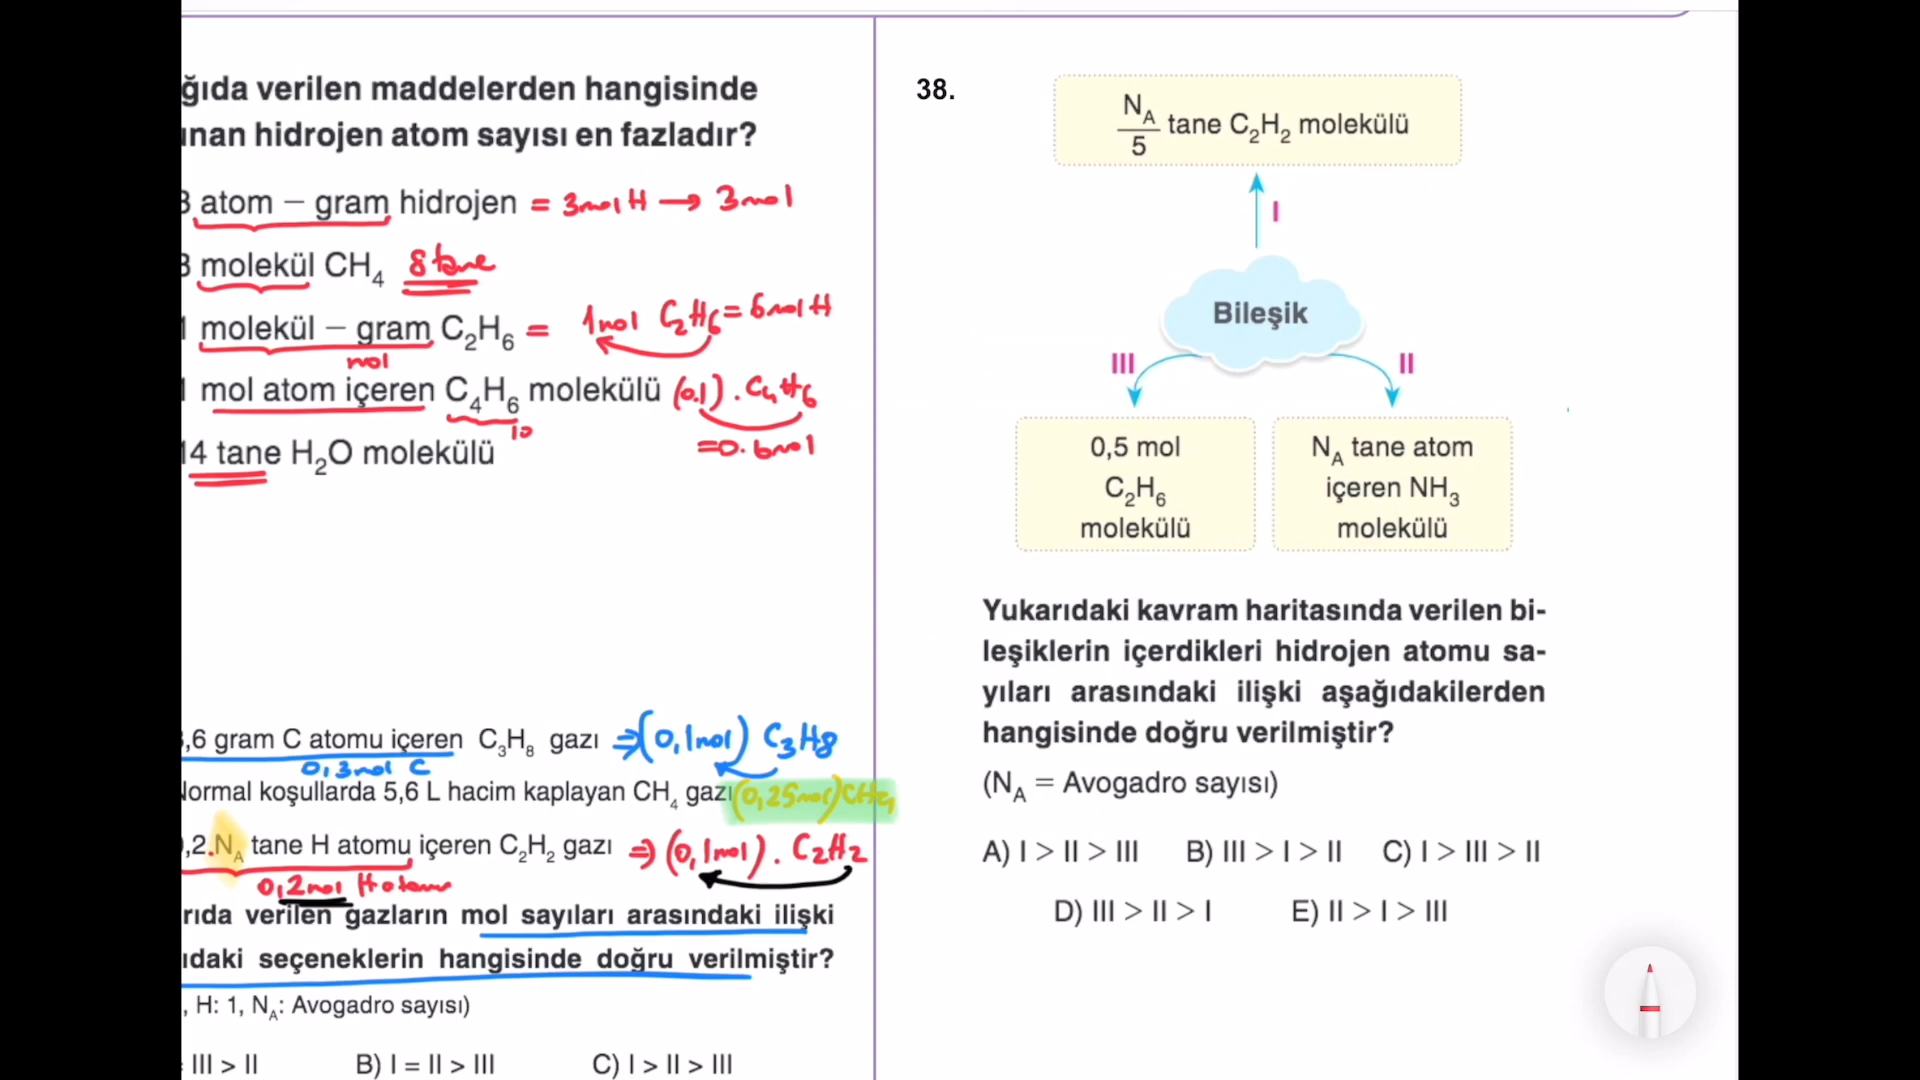 ğıda verilen maddelerden hangisinde
unan hidrojen atom sayısı en fazladır?
3 atom – gram hidrojen = 3mol H → 3mol
3 molekül CH₄ 8 tane
1 molekül – gram C₂H₆ = 1mol C₂H₆ = 6mol H
mol
1 mol atom içeren C₄H₆ molekülü (0.1) . C₄H₆
10
=0.6mol
14 tane H₂O molekülü
,6 gram C atomu içeren C₃H₈ gazı ⇒ (0,1mol) C₃H₈
0,3mol C
Normal koşullarda 5,6 L hacim kaplayan CH₄ gazı (0,25mol) CH₄
,2.N_A tane H atomu içeren C₂H₂ gazı ⇒ (0,1mol) . C₂H₂
0,2mol H atomu
rıda verilen gazların mol sayıları arasındaki ilişki
ıdaki seçeneklerin hangisinde doğru verilmiştir?
, H: 1, N_A: Avogadro sayısı)
III > II B) I = II > III C) I > II > III
38.
N_A/5 tane C₂H₂ molekülü
I
Bileşik
III II
0,5 mol
C₂H₆
molekülü
N_A tane atom
içeren NH₃
molekülü
Yukarıdaki kavram haritasında verilen bi-
leşiklerin içerdikleri hidrojen atomu sa-
yıları arasındaki ilişki aşağıdakilerden
hangisinde doğru verilmiştir?
(N_A = Avogadro sayısı)
A) I > II > III B) III > I > II C) I > III > II
D) III > II > I E) II > I > III